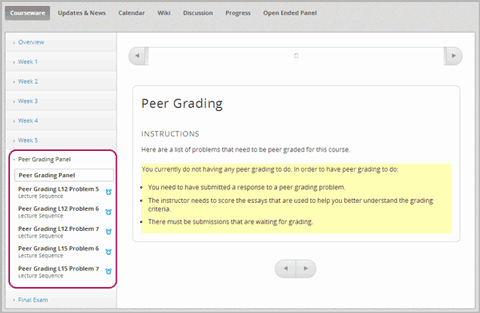 Courseware Updates & News Calendar Wiki Discussion Progress Open Ended Panel
Overview
Week 1
Week 2
Week 3
Week 4
Week 5
Peer Grading Panel
Peer Grading Panel
Peer Grading L12 Problem 5
Lecture Sequence
Peer Grading L12 Problem 6
Lecture Sequence
Peer Grading L12 Problem 7
Lecture Sequence
Peer Grading L15 Problem 6
Lecture Sequence
Peer Grading L15 Problem 7
Lecture Sequence
Final Exam
Peer Grading
INSTRUCTIONS
Here are a list of problems that need to be peer graded for this course.
You currently do not having any peer grading to do. In order to have peer grading to do:
You need to have submitted a response to a peer grading problem.
The instructor needs to score the essays that are used to help you better understand the grading
criteria.
There must be submissions that are waiting for grading.